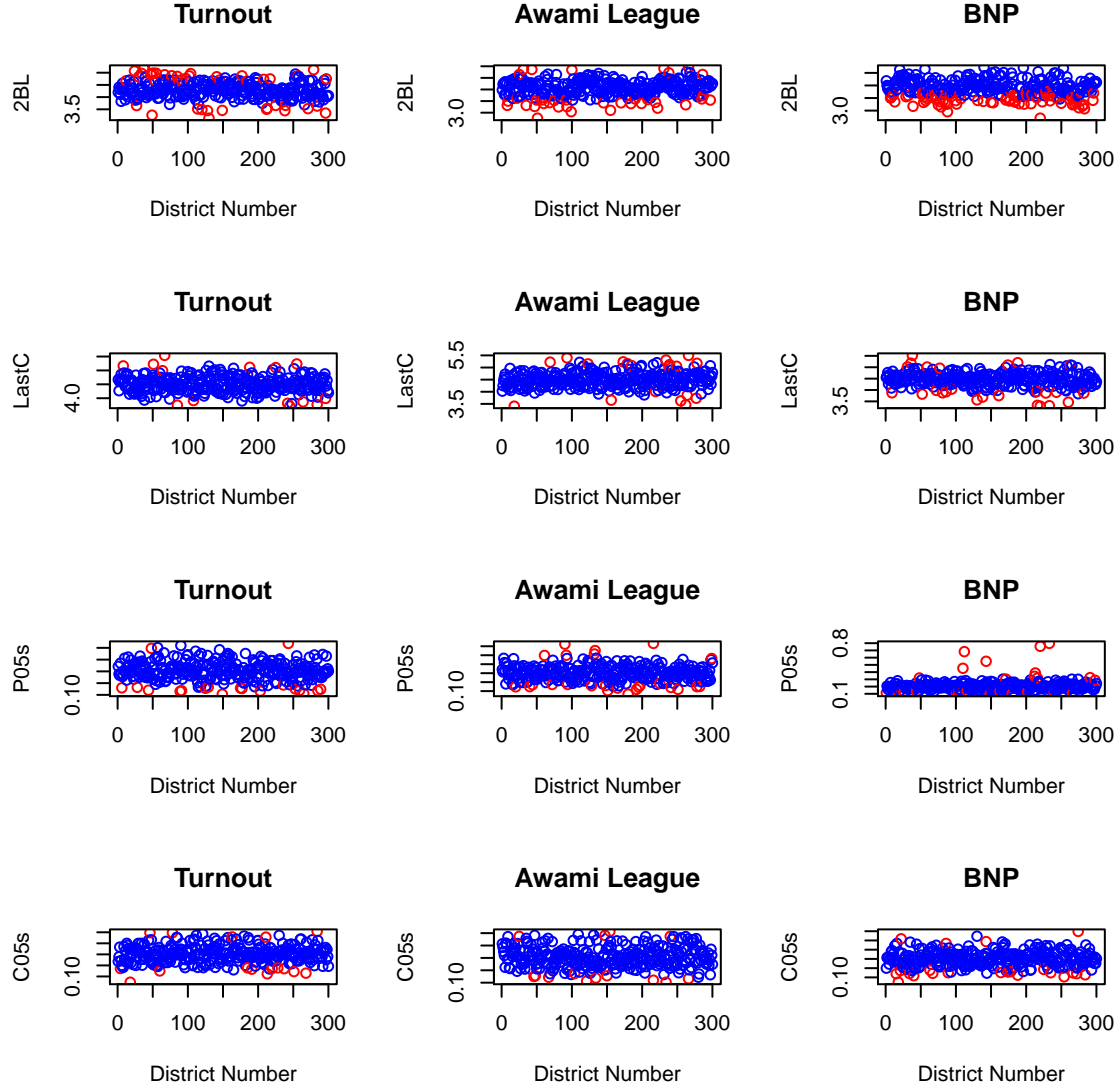 Turnout Awami League BNP
2BL 3.5 2BL 3.0 2BL 3.0
0 100 200 300 0 100 200 300 0 100 200 300
District Number District Number District Number
Turnout Awami League BNP
LastC 4.0 LastC 3.5 5.5 LastC 3.5
0 100 200 300 0 100 200 300 0 100 200 300
District Number District Number District Number
Turnout Awami League BNP
P05s 0.10 P05s 0.10 P05s 0.1 0.8
0 100 200 300 0 100 200 300 0 100 200 300
District Number District Number District Number
Turnout Awami League BNP
C05s 0.10 C05s 0.10 C05s 0.10
0 100 200 300 0 100 200 300 0 100 200 300
District Number District Number District Number